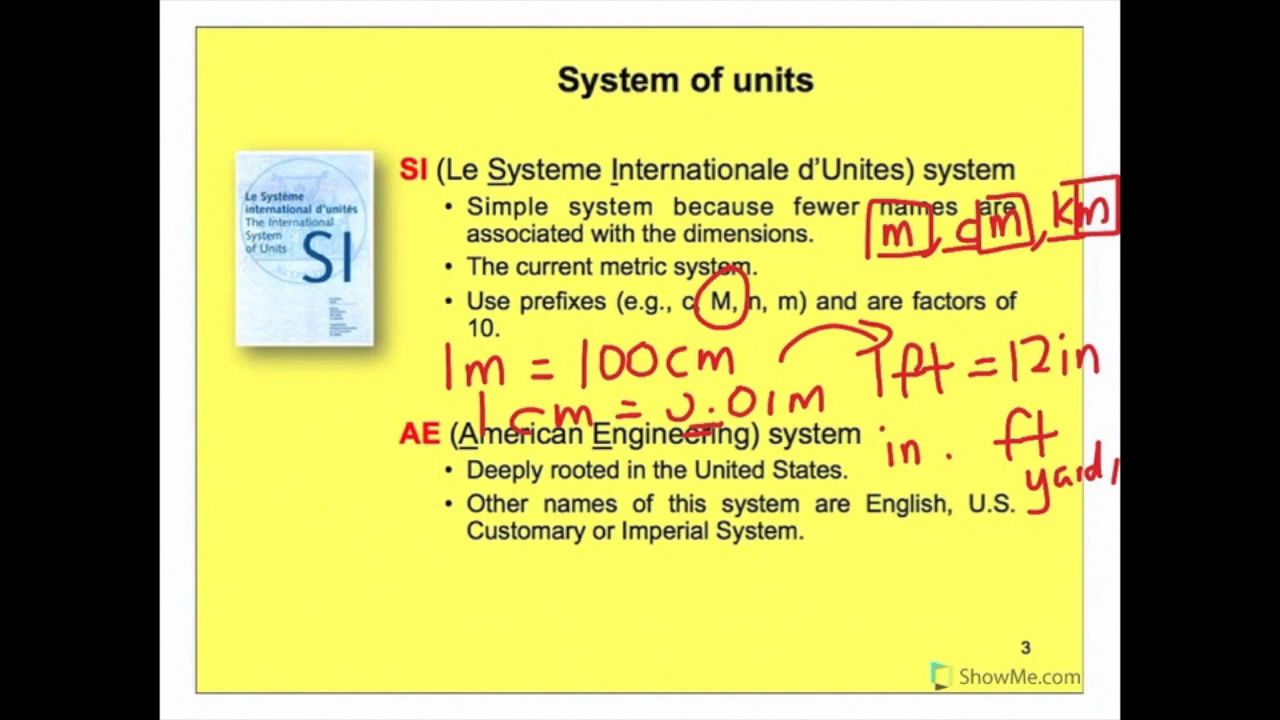 System of units
Le Système
international d'unités
The International
System
of Units
SI
SI (Le Systeme Internationale d'Unites) system
• Simple system because fewer names are
associated with the dimensions.
m, dm, km
• The current metric system.
• Use prefixes (e.g., c, M, n, m) and are factors of
10.
1m = 100cm
1ft = 12in
1cm = 0.01M
AE (American Engineering) system
in. ft
yard
• Deeply rooted in the United States.
• Other names of this system are English, U.S.
Customary or Imperial System.
3
ShowMe.com